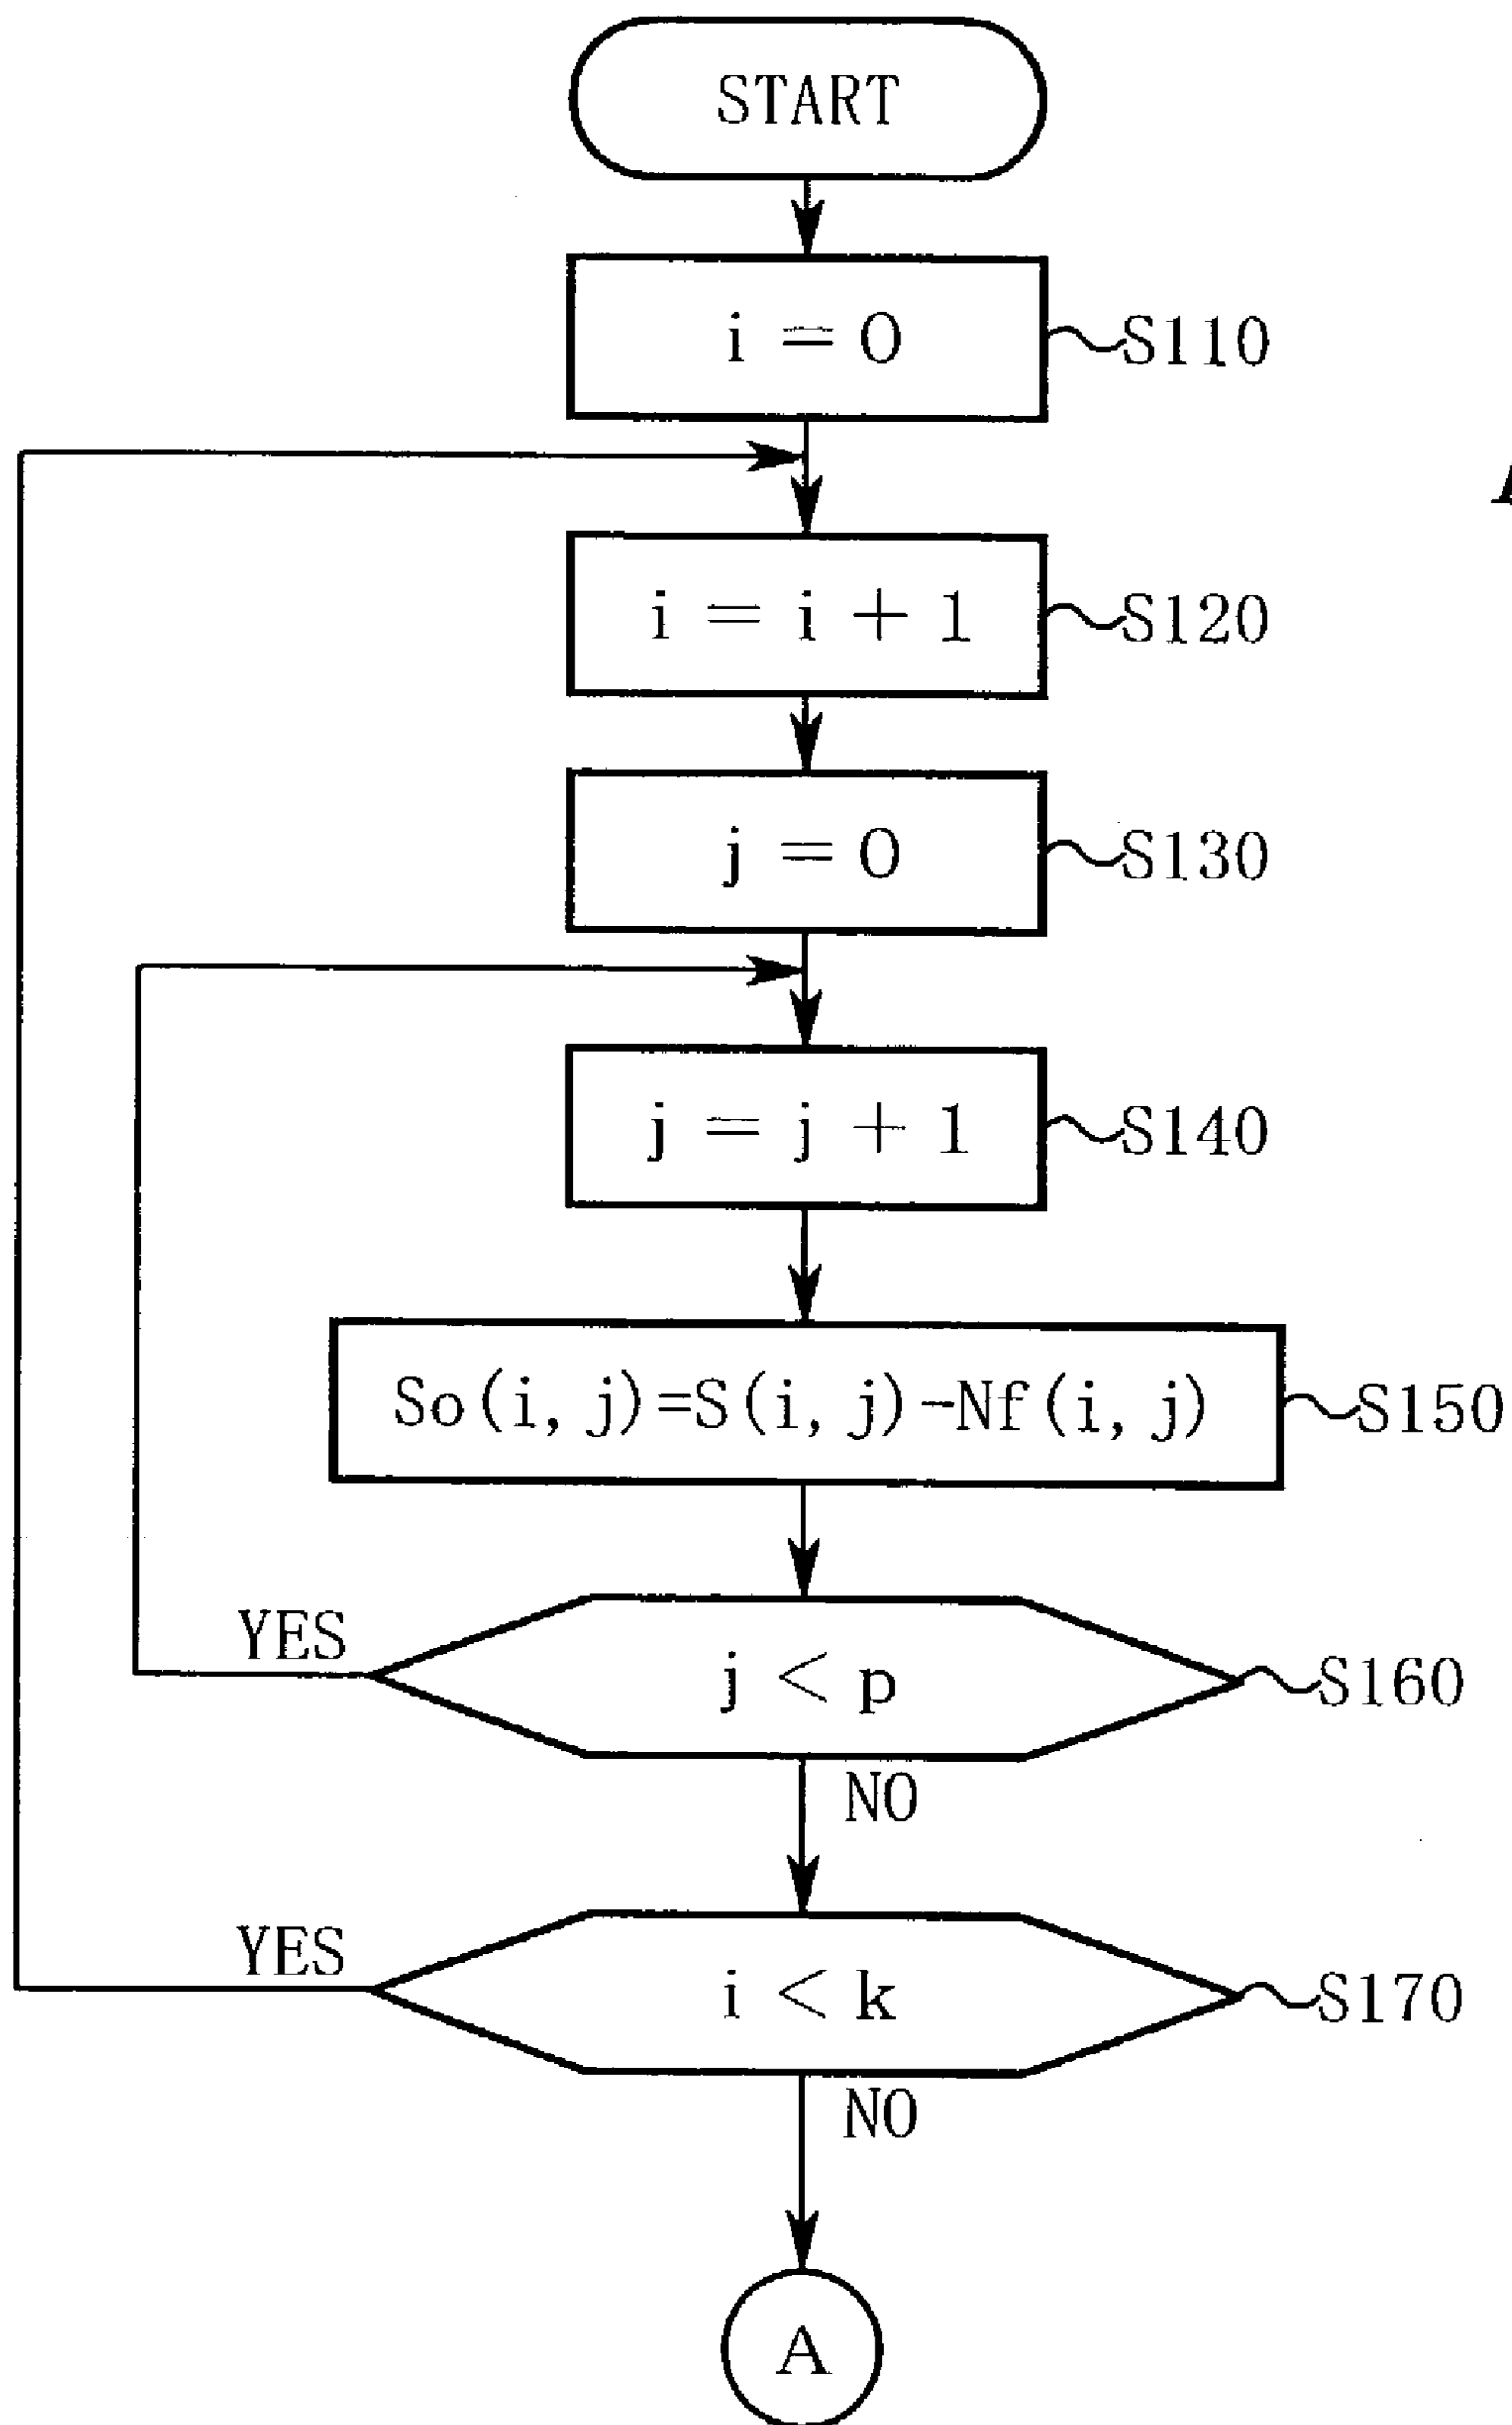 START
i = 0
S110
i = i + 1
S120
j = 0
S130
j = j + 1
S140
So(i, j)=S(i, j)-Nf(i, j)
S150
YES
j < p
S160
NO
YES
i < k
S170
NO
A